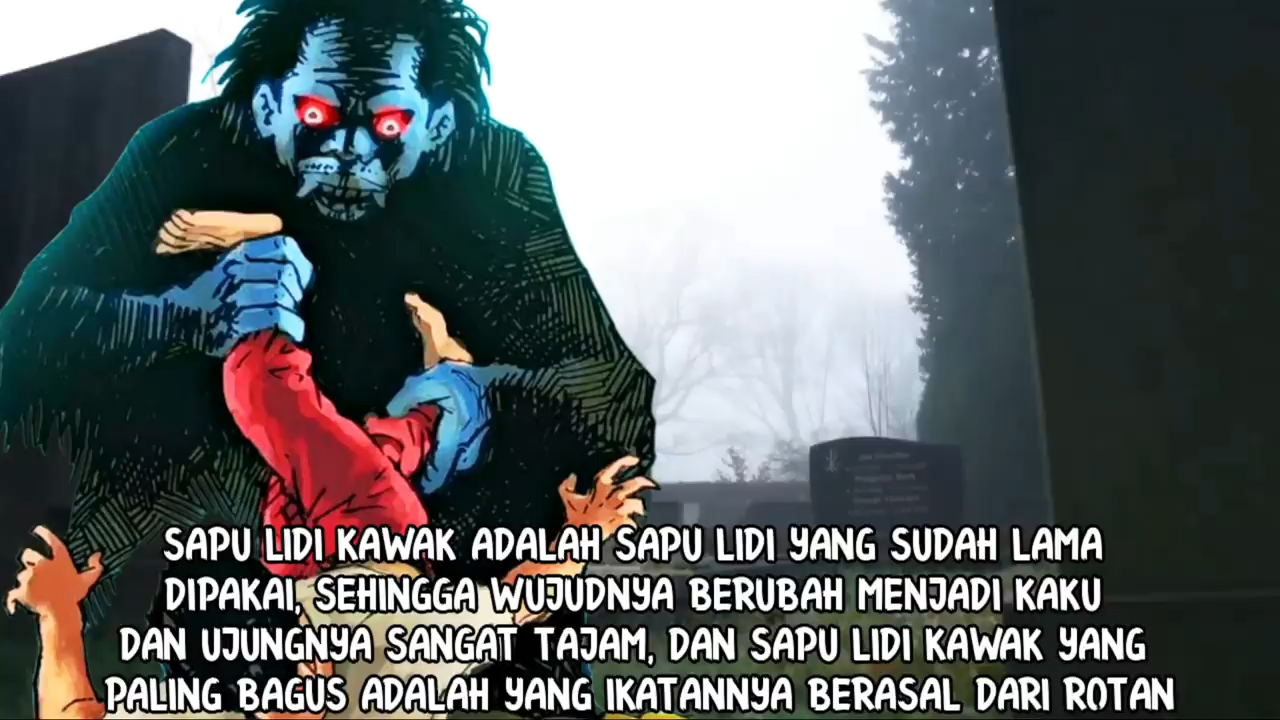 SAPU LIDI KAWAK ADALAH SAPU LIDI YANG SUDAH LAMA
DIPAKAI, SEHINGGA WUJUDNYA BERUBAH MENJADI KAKU
DAN UJUNGNYA SANGAT TAJAM, DAN SAPU LIDI KAWAK YANG
PALING BAGUS ADALAH YANG IKATANNYA BERASAL DARI ROTAN